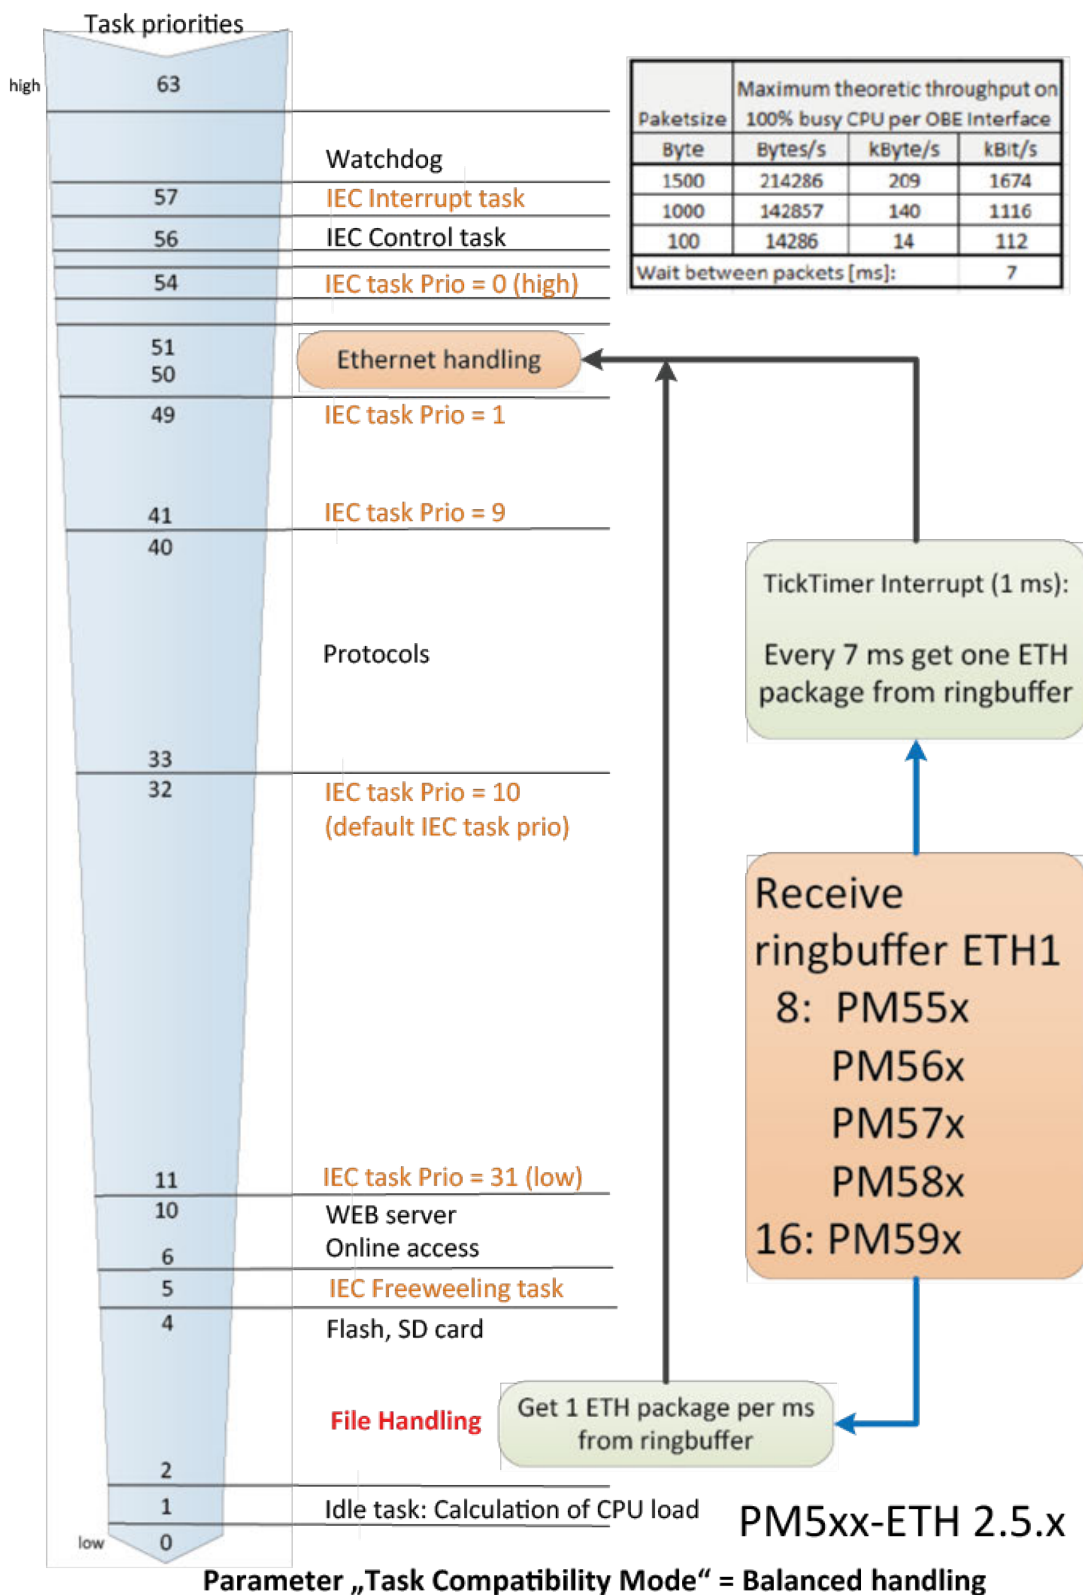 Task priorities
high
63
Watchdog
57
IEC Interrupt task
56
IEC Control task
54
IEC task Prio = 0 (high)
51
50
Ethernet handling
49
IEC task Prio = 1
41
IEC task Prio = 9
40
Protocols
33
32
IEC task Prio = 10
(default IEC task prio)
11
IEC task Prio = 31 (low)
10
WEB server
Online access
6
5
IEC Freeweeling task
4
Flash, SD card
File Handling
2
1
Idle task: Calculation of CPU load
low
0
Paketsize
Maximum theoretic throughput on
100% busy CPU per OBE Interface
Byte Bytes/s kByte/s kBit/s
1500 214286 209 1674
1000 142857 140 1116
100 14286 14 112
Wait between packets [ms]: 7
TickTimer Interrupt (1 ms):
Every 7 ms get one ETH
package from ringbuffer
Receive
ringbuffer ETH1
8: PM55x
PM56x
PM57x
PM58x
16: PM59x
Get 1 ETH package per ms
from ringbuffer
PM5xx-ETH 2.5.x
Parameter „Task Compatibility Mode“ = Balanced handling